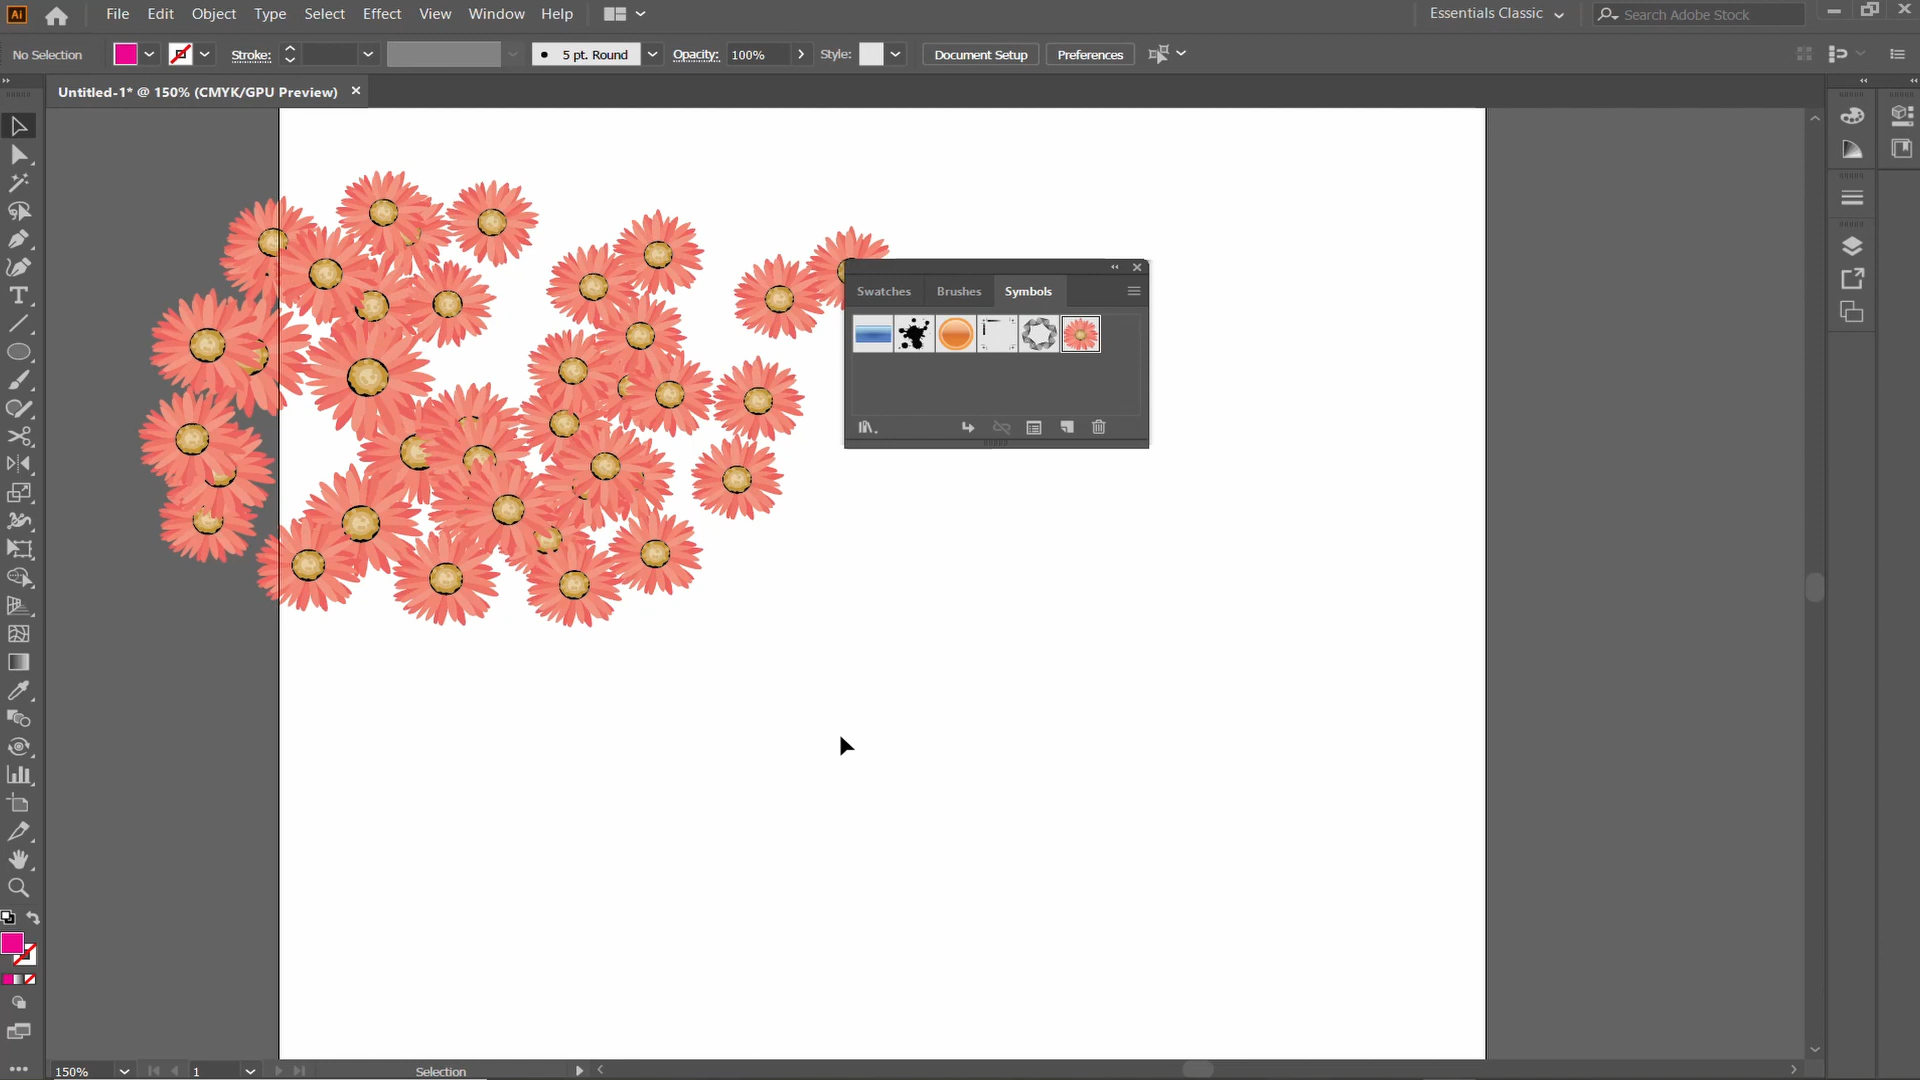 Ai File Edit Object Type Select Effect View Window Help Essentials Classic Search Adobe Stock
No Selection Stroke: 5 pt. Round Opacity: 100% Style: Document Setup Preferences
Untitled-1* @ 150% (CMYK/GPU Preview)
Swatches Brushes Symbols
150% 1 Selection